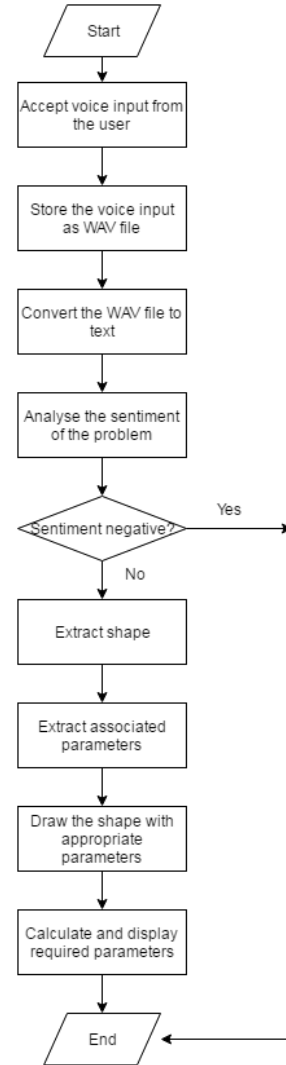 Start
Accept voice input from
the user
Store the voice input
as WAV file
Convert the WAV file to
text
Analyse the sentiment
of the problem
Sentiment negative?
Yes
No
Extract shape
Extract associated
parameters
Draw the shape with
appropriate
parameters
Calculate and display
required parameters
End